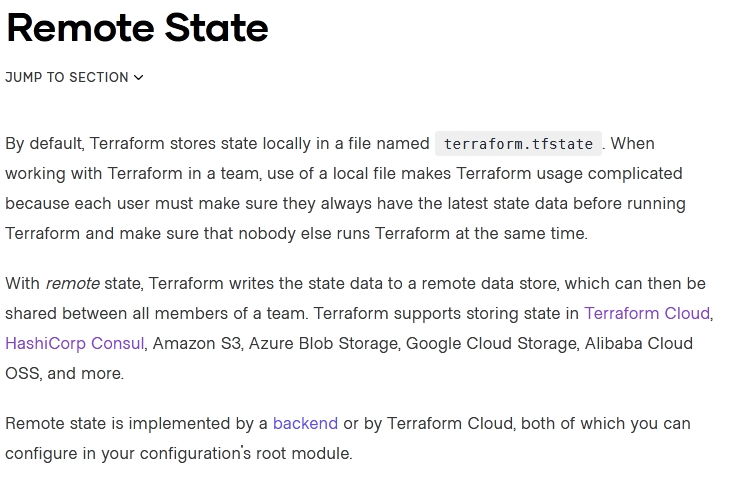 Remote State
JUMP TO SECTION
By default, Terraform stores state locally in a file named terraform.tfstate. When
working with Terraform in a team, use of a local file makes Terraform usage complicated
because each user must make sure they always have the latest state data before running
Terraform and make sure that nobody else runs Terraform at the same time.
With remote state, Terraform writes the state data to a remote data store, which can then be
shared between all members of a team. Terraform supports storing state in Terraform Cloud,
HashiCorp Consul, Amazon S3, Azure Blob Storage, Google Cloud Storage, Alibaba Cloud
OSS, and more.
Remote state is implemented by a backend or by Terraform Cloud, both of which you can
configure in your configuration's root module.